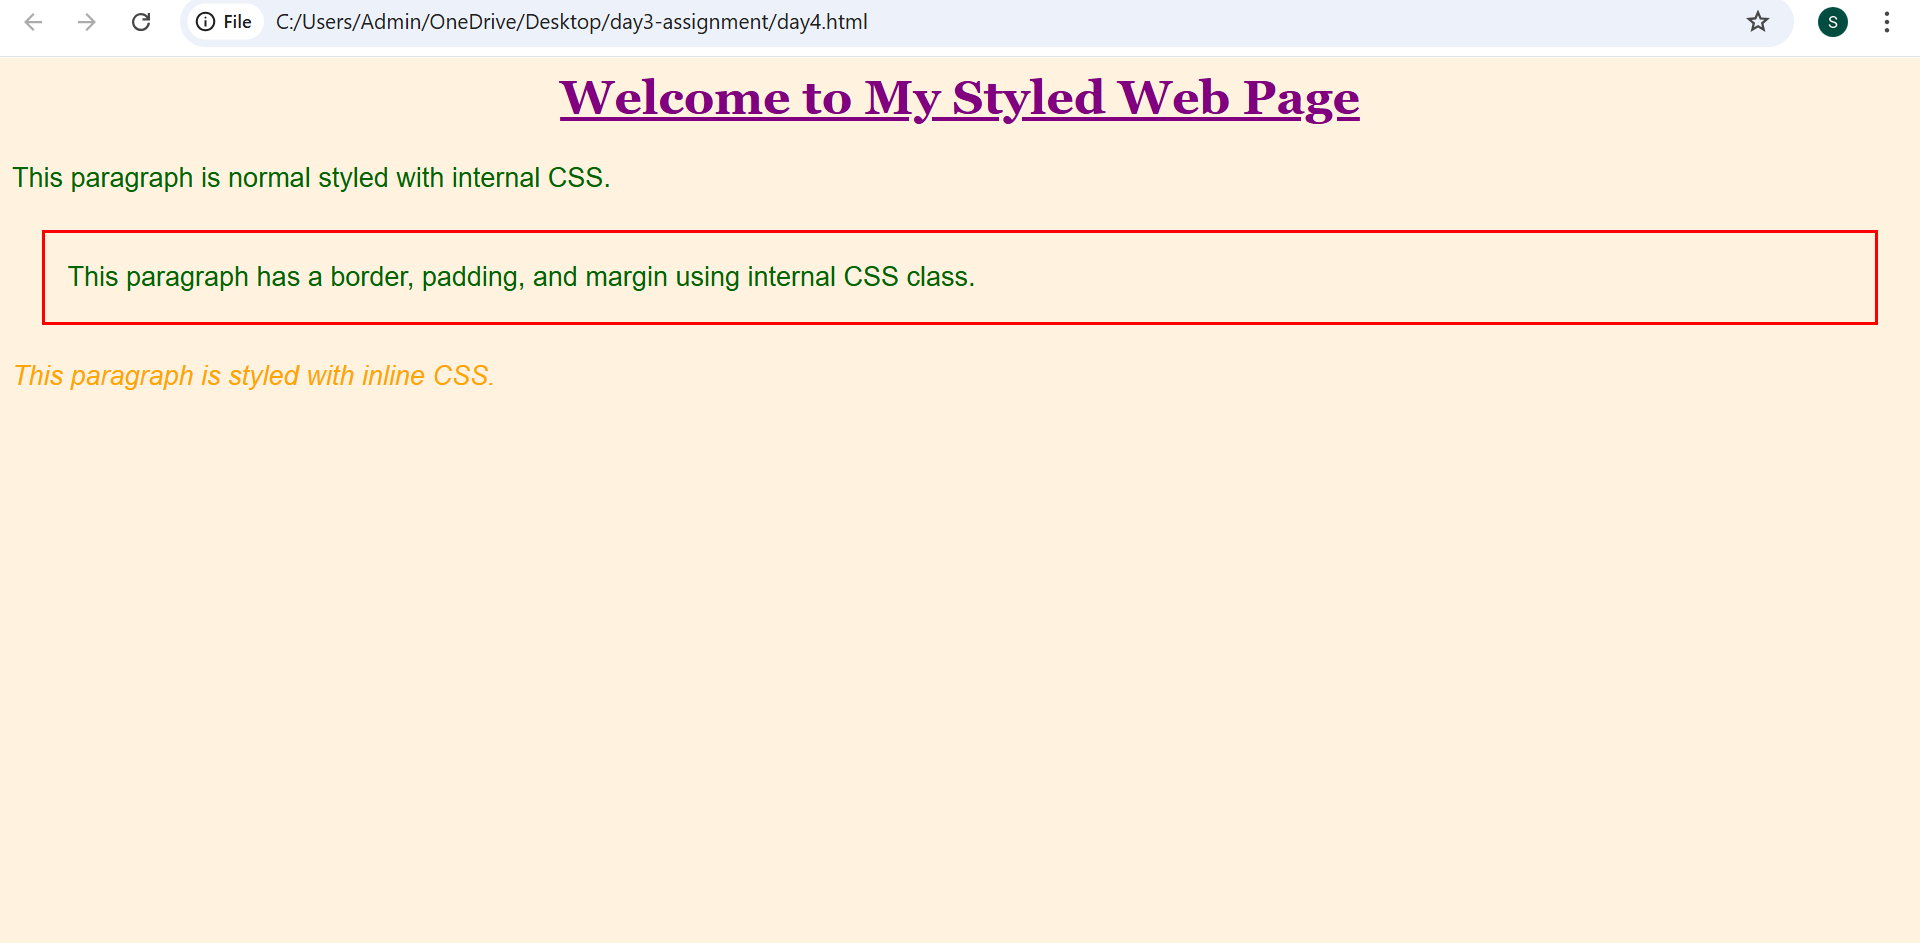 File C:/Users/Admin/OneDrive/Desktop/day3-assignment/day4.html S
Welcome to My Styled Web Page
This paragraph is normal styled with internal CSS.
This paragraph has a border, padding, and margin using internal CSS class.
This paragraph is styled with inline CSS.